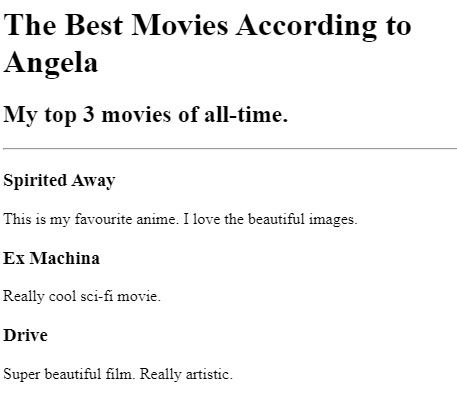 The Best Movies According to
Angela
My top 3 movies of all-time.
Spirited Away
This is my favourite anime. I love the beautiful images.
Ex Machina
Really cool sci-fi movie.
Drive
Super beautiful film. Really artistic.